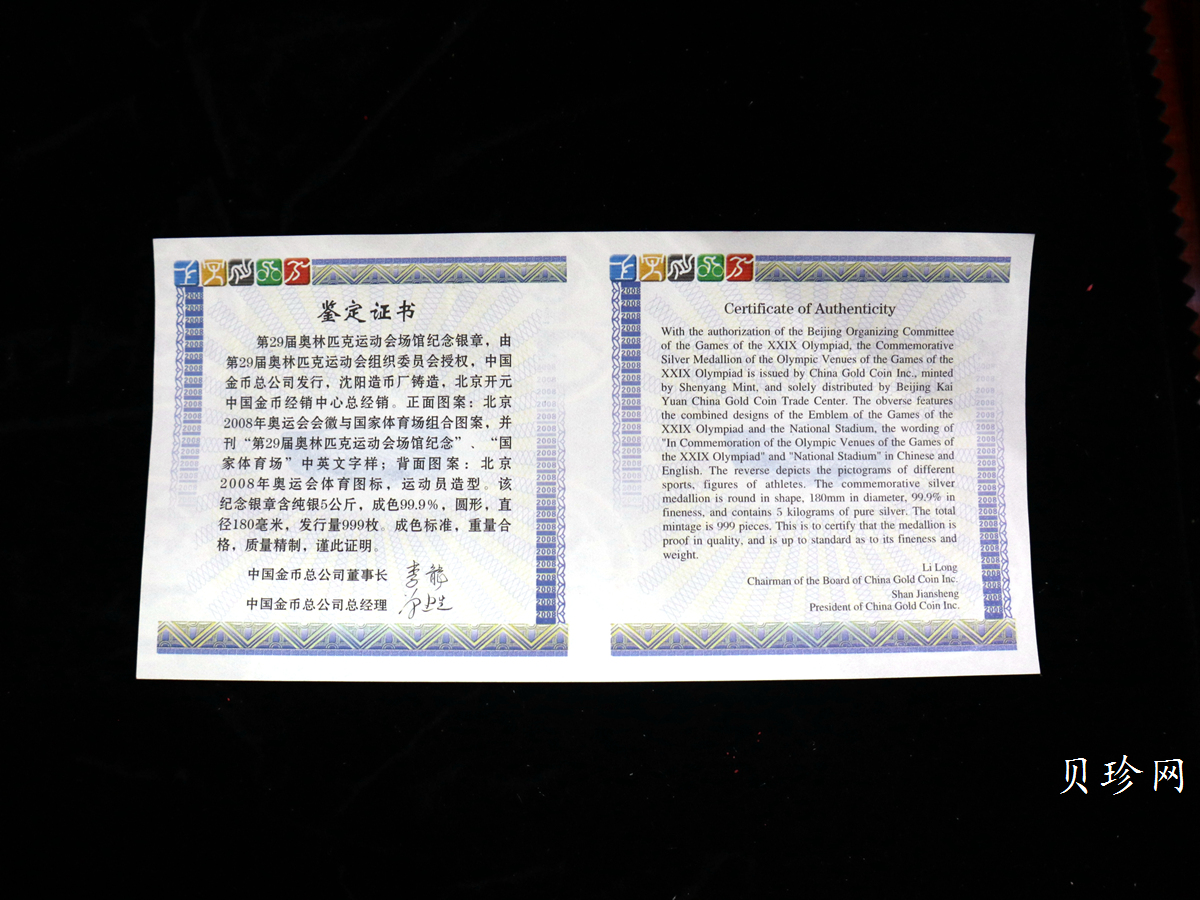 鉴定证书
第29届奥林匹克运动会场馆纪念银章，由
第29届奥林匹克运动会组织委员会授权，中国
金币总公司发行，沈阳造币厂铸造，北京开元
中国金币经销中心总经销。正面图案：北京
2008年奥运会会徽与国家体育场组合图案，并
刊“第29届奥林匹克运动会场馆纪念”、“国
家体育场”中英文字样；背面图案：北京
2008年奥运会体育图标，运动员造型。该
纪念银章含纯银5公斤，成色99.9%，圆形，直
径180毫米，发行量999枚。成色标准，重量合
格，质量精制，谨此证明。
中国金币总公司董事长 李龙
中国金币总公司总经理
Certificate of Authenticity
With the authorization of the Beijing Organizing Committee
of the Games of the XXIX Olympiad, the Commemorative
Silver Medallion of the Olympic Venues of the Games of the
XXIX Olympiad is issued by China Gold Coin Inc., minted
by Shenyang Mint, and solely distributed by Beijing Kai
Yuan China Gold Coin Trade Center. The obverse features
the combined designs of the Emblem of the Games of the
XXIX Olympiad and the National Stadium, the wording of
"In Commemoration of the Olympic Venues of the Games of
the XXIX Olympiad" and "National Stadium" in Chinese and
English. The reverse depicts the pictograms of different
sports, figures of athletes. The commemorative silver
medallion is round in shape, 180mm in diameter, 99.9% in
fineness, and contains 5 kilograms of pure silver. The total
mintage is 999 pieces. This is to certify that the medallion is
proof in quality, and is up to standard as to its fineness and
weight.
Li Long
Chairman of the Board of China Gold Coin Inc.
Shan Jiansheng
President of China Gold Coin Inc.
贝珍网